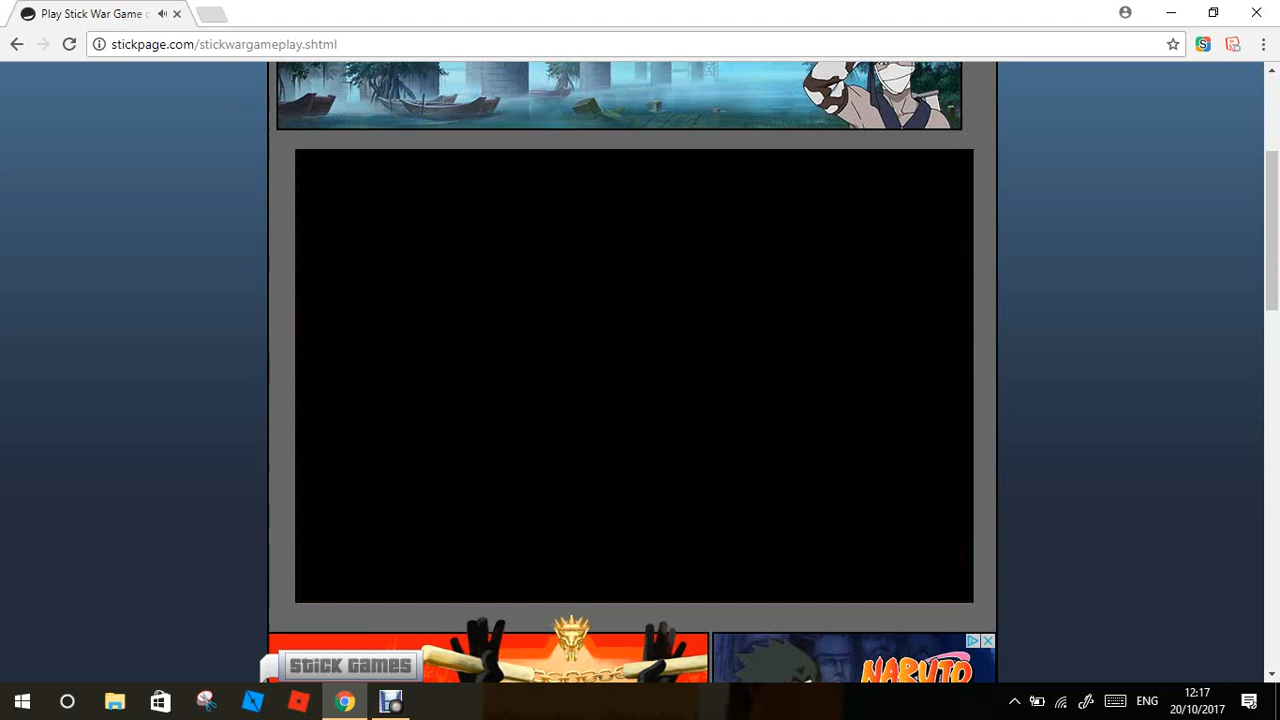 Play Stick War Game
stickpage.com/stickwargameplay.shtml
STICK GAMES
NARUTO
ENG
12:17
20/10/2017